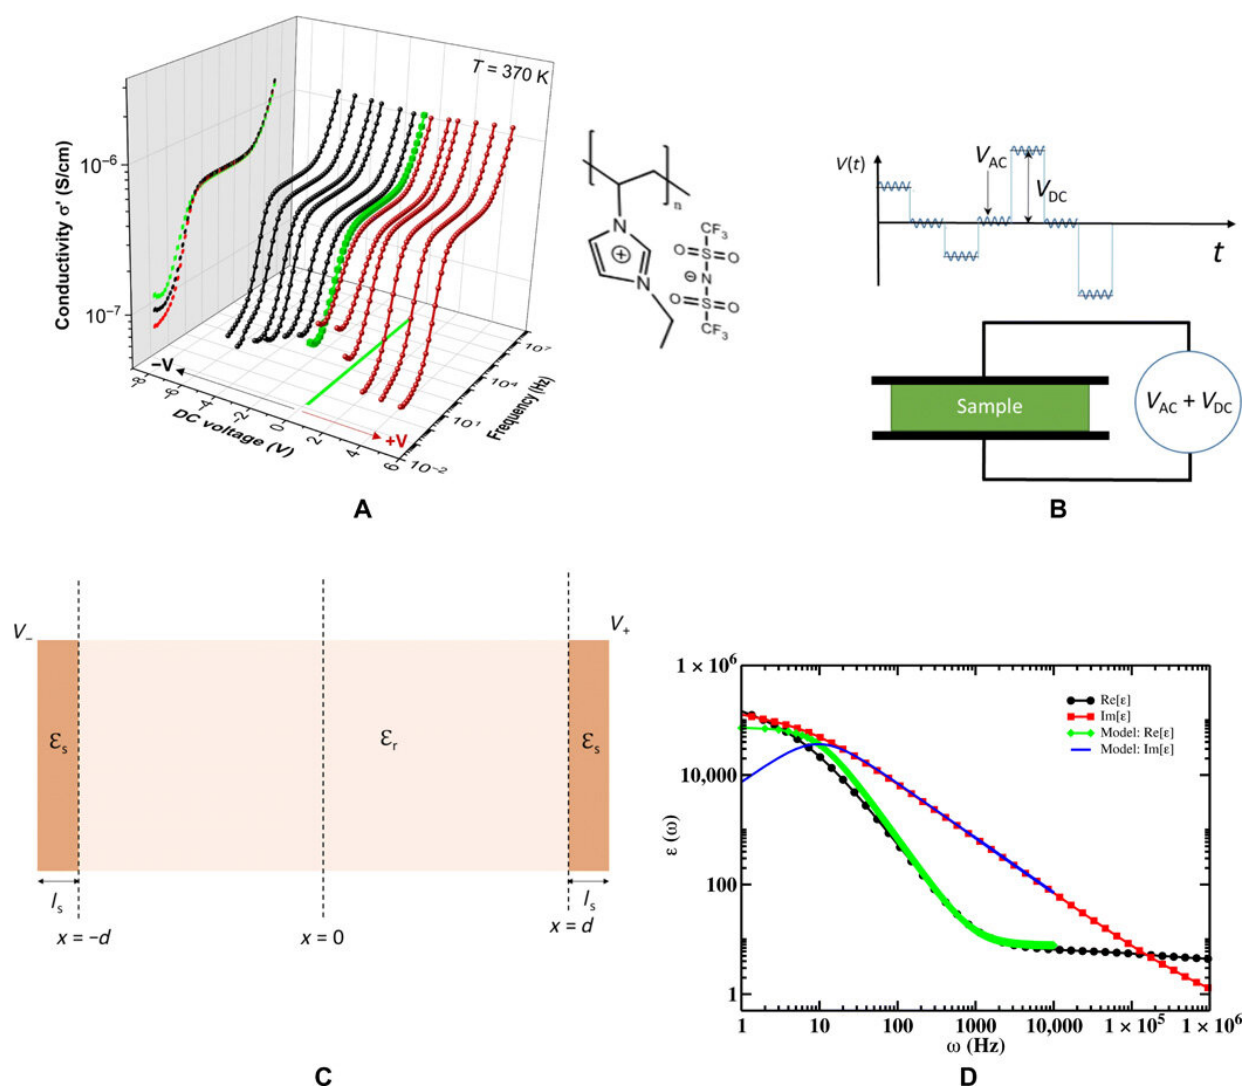 T = 370 K
Conductivity σ' (S/cm)
10⁻⁶
10⁻⁷
−V
+V
-8
-6
-4
-2
0
2
4
6
DC voltage (V)
10⁻²
10¹
10⁴
10⁷
Frequency (Hz)
A
n
N
N
CF₃
O=S=O
N
O=S=O
CF₃
V(t)
V_AC
V_DC
t
Sample
V_AC + V_DC
B
V₋
V₊
ε_s
ε_r
ε_s
l_s
l_s
x = −d
x = 0
x = d
C
1 × 10⁶
10,000
100
1
ε (ω)
Re[ε]
Im[ε]
Model: Re[ε]
Model: Im[ε]
1
10
100
1000
10,000
1 × 10⁵
1 × 10⁶
ω (Hz)
D